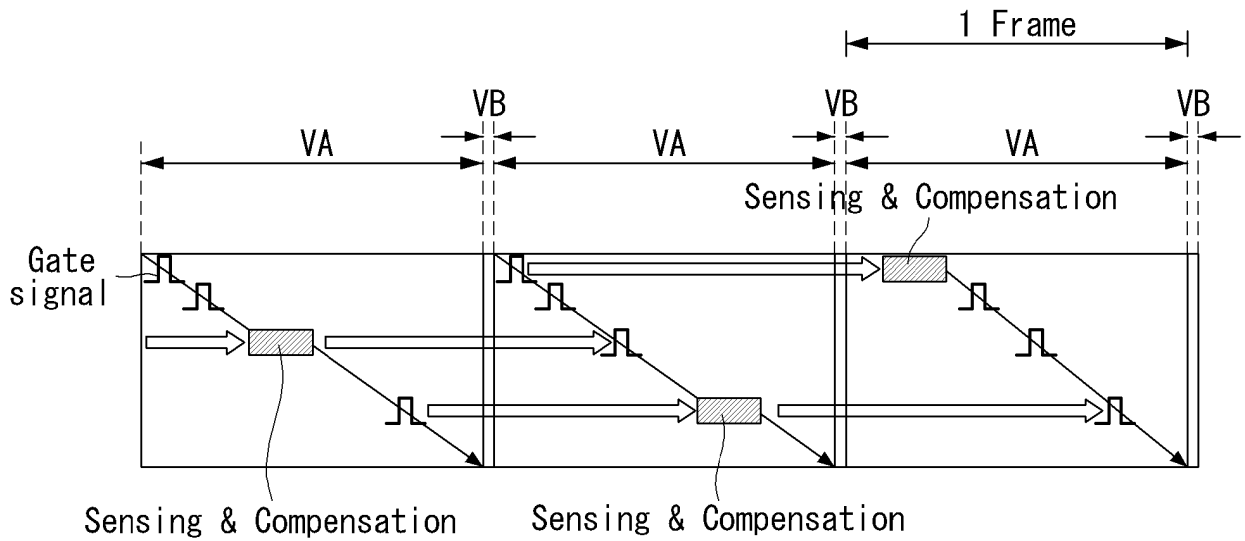 1 Frame
VB
VB
VB
VA
VA
VA
Sensing & Compensation
Gate
signal
Sensing & Compensation
Sensing & Compensation